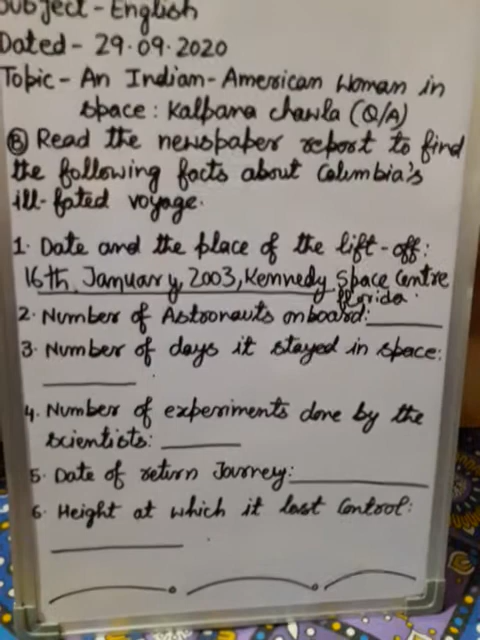 Subject - English
Dated - 29.09.2020
Topic - An Indian-American Woman in
Space: Kalpana Chawla (Q/A)
⑧ Read the newspaper report to find
the following facts about Columbia's
ill-fated voyage.
1. Date and the place of the lift-off:
16th January, 2003, Kennedy Space Centre
Florida.
2. Number of Astronauts onboard: ______
3. Number of days it stayed in space:
______
4. Number of experiments done by the
scientists: ______
5. Date of return Journey: ______
6. Height at which it lost Control:
______